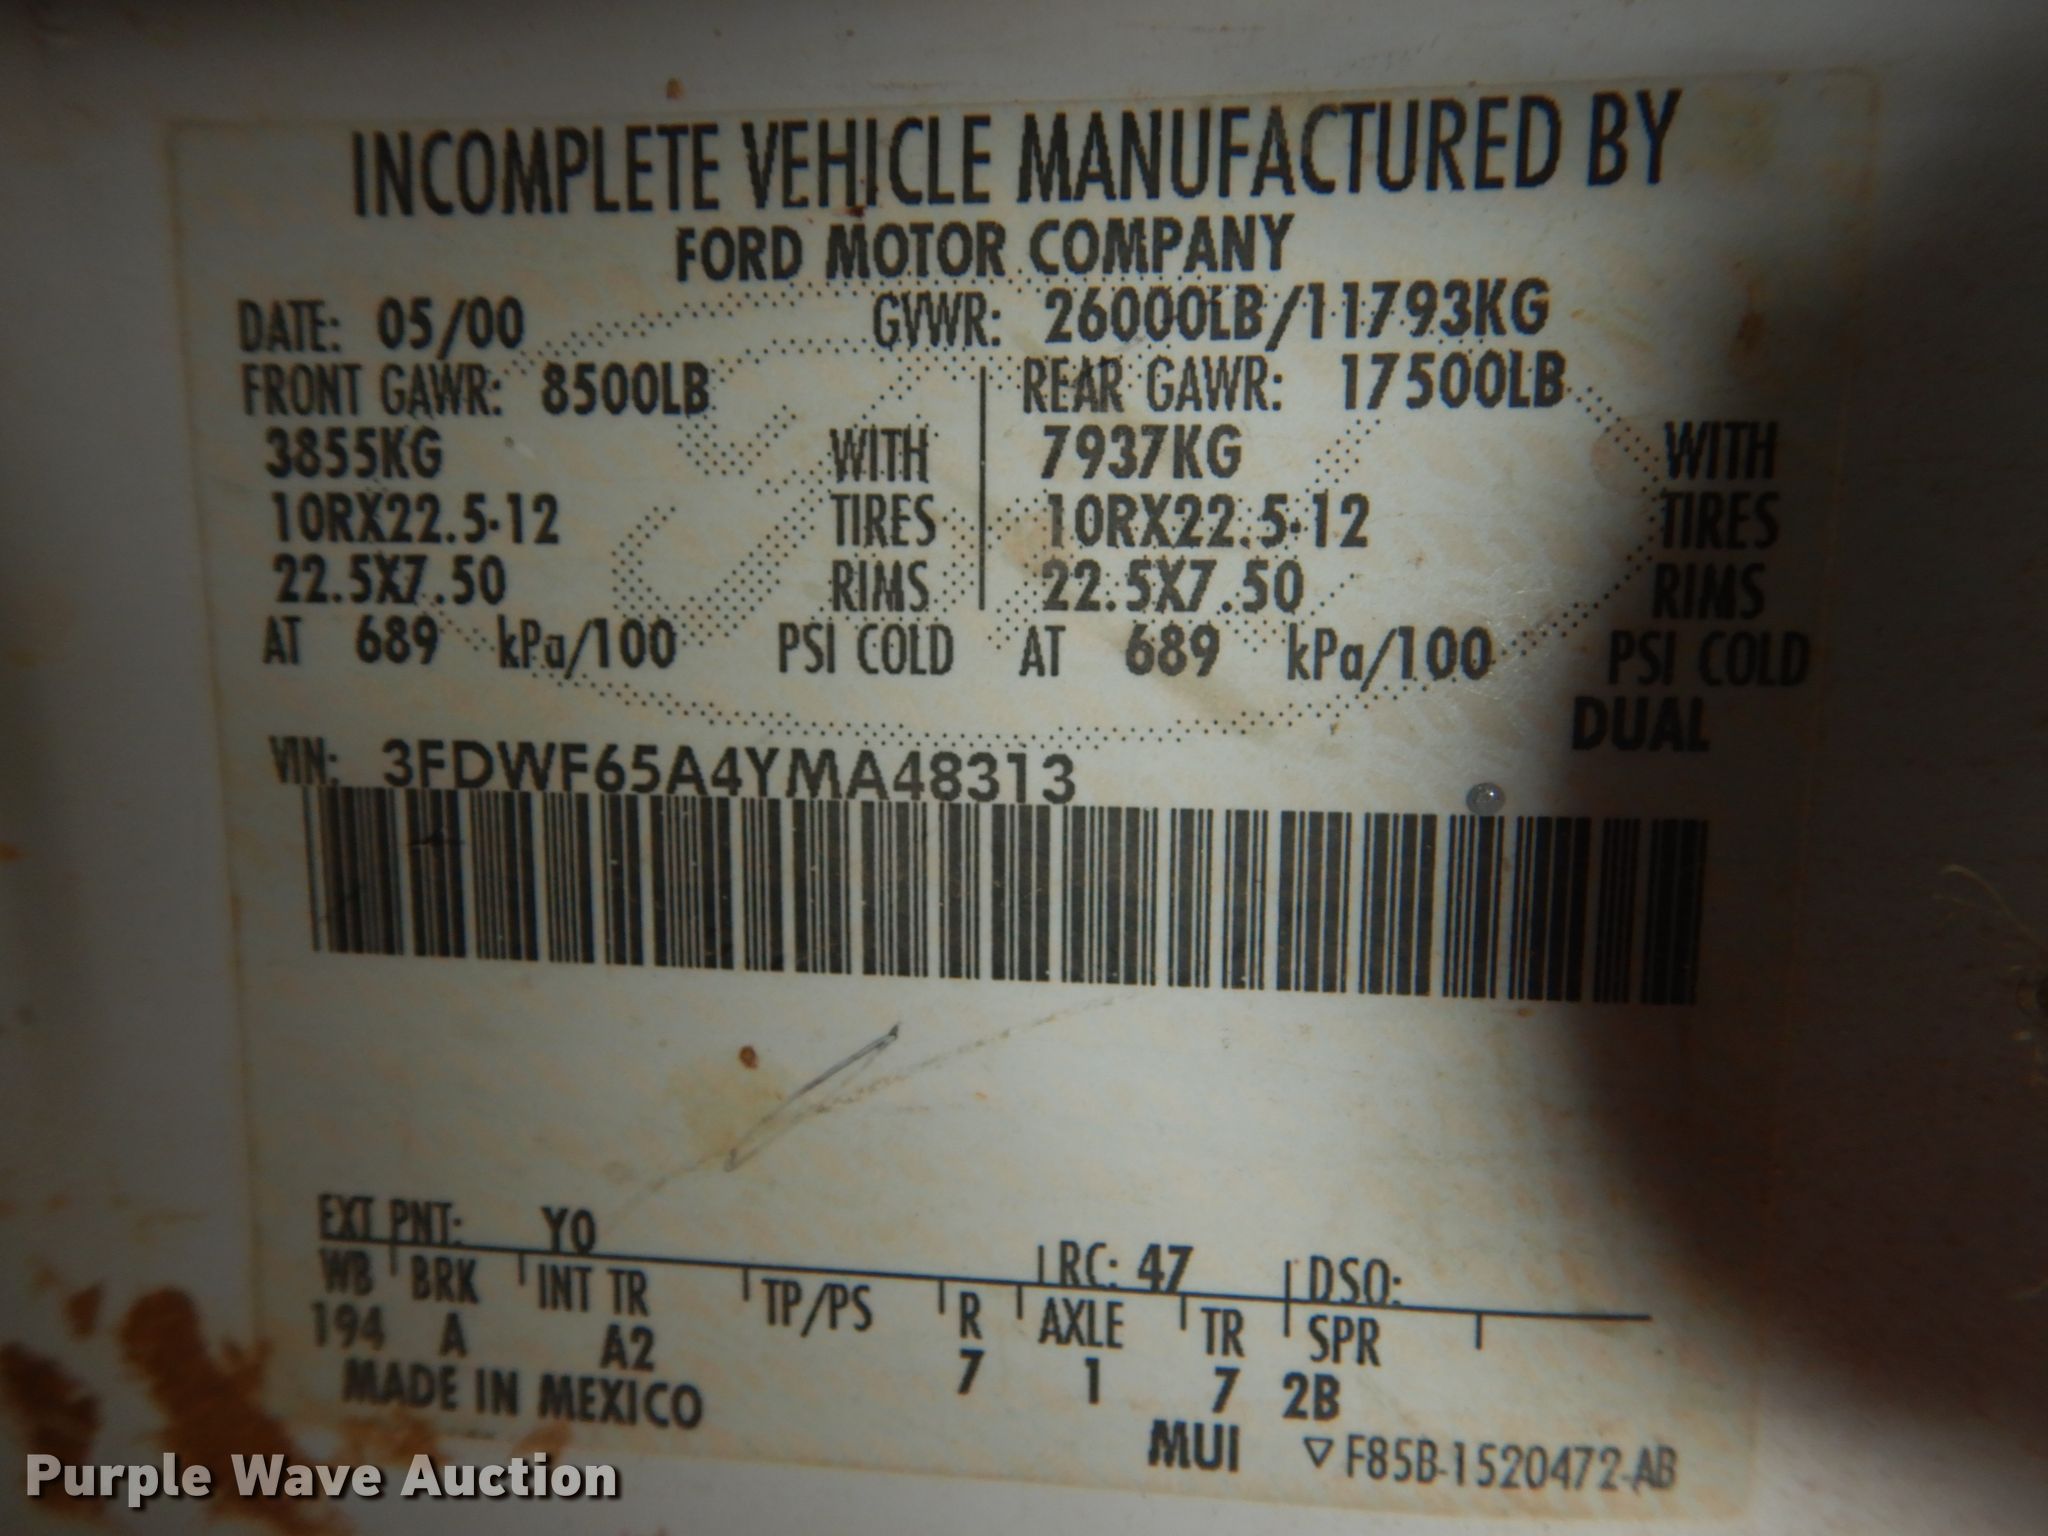 INCOMPLETE VEHICLE MANUFACTURED BY
FORD MOTOR COMPANY
DATE: 05/00 GVWR: 26000LB/11793KG
FRONT GAWR: 8500LB REAR GAWR: 17500LB
3855KG WITH 7937KG WITH
10RX22.5-12 TIRES 10RX22.5-12 TIRES
22.5X7.50 RIMS 22.5X7.50 RIMS
AT 689 kPa/100 PSI COLD AT 689 kPa/100 PSI COLD
DUAL
VIN: 3FDWF65A4YMA48313
EXT PNT: YO RC: 47 DSO:
WB BRK INT TR TP/PS R AXLE TR SPR
194 A A2 7 1 7 2B
MADE IN MEXICO
MUI ▽ F85B-1520472-AB
Purple Wave Auction